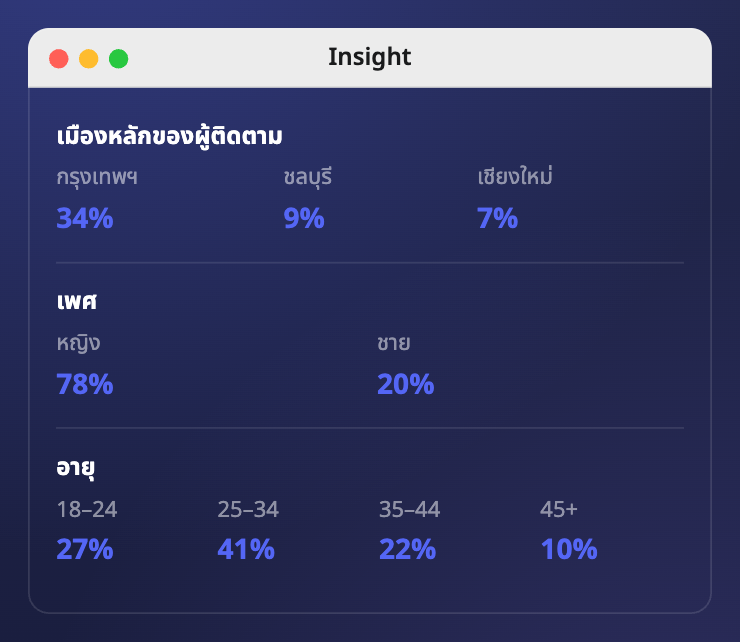 Insight
เมืองหลักของผู้ติดตาม
กรุงเทพฯ ชลบุรี เชียงใหม่
34% 9% 7%
เพศ
หญิง ชาย
78% 20%
อายุ
18–24 25–34 35–44 45+
27% 41% 22% 10%